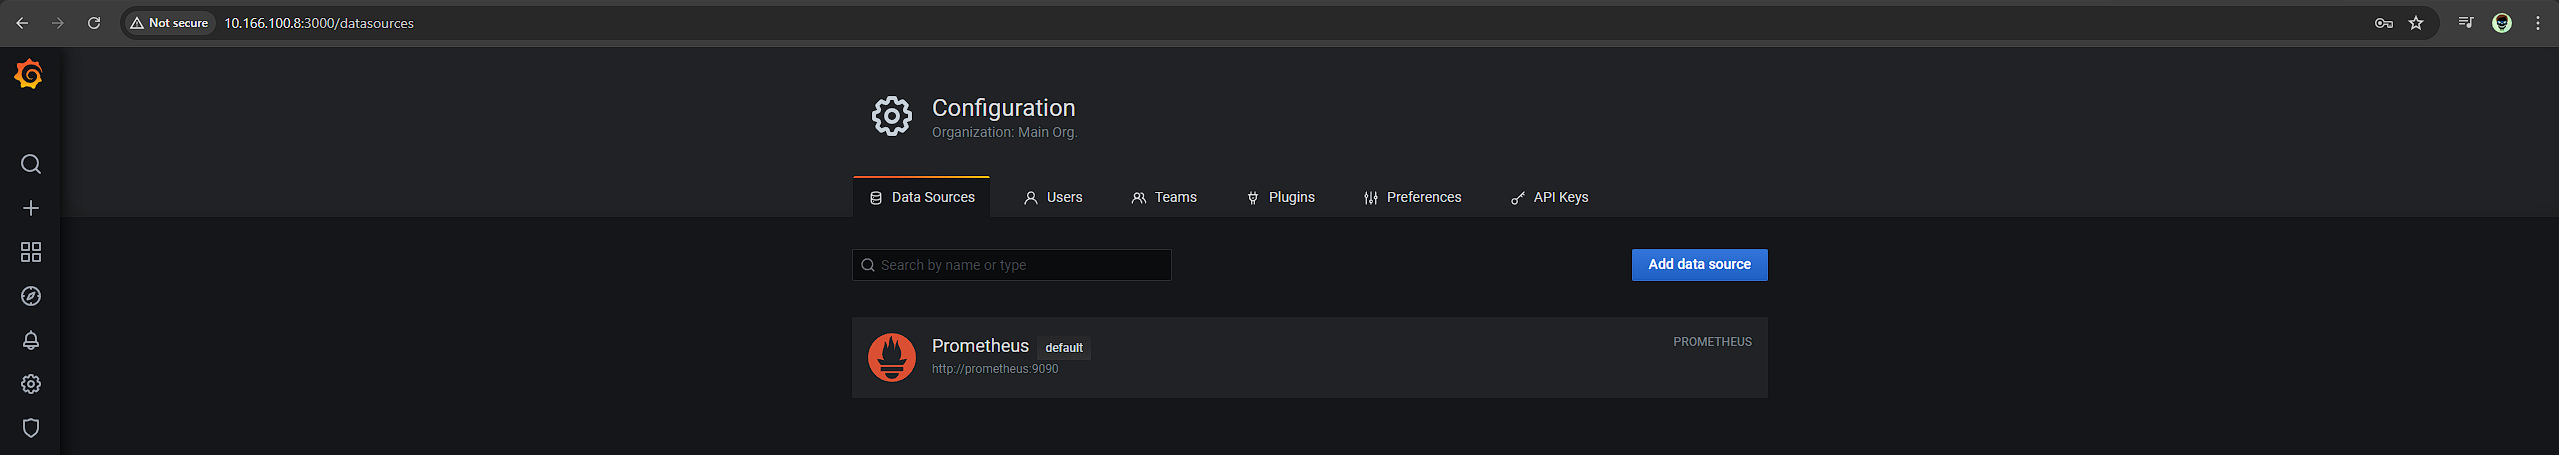 Not secure 10.166.100.8:3000/datasources
Configuration
Organization: Main Org.
Data Sources Users Teams Plugins Preferences API Keys
Search by name or type Add data source
Prometheus default PROMETHEUS
http://prometheus:9090